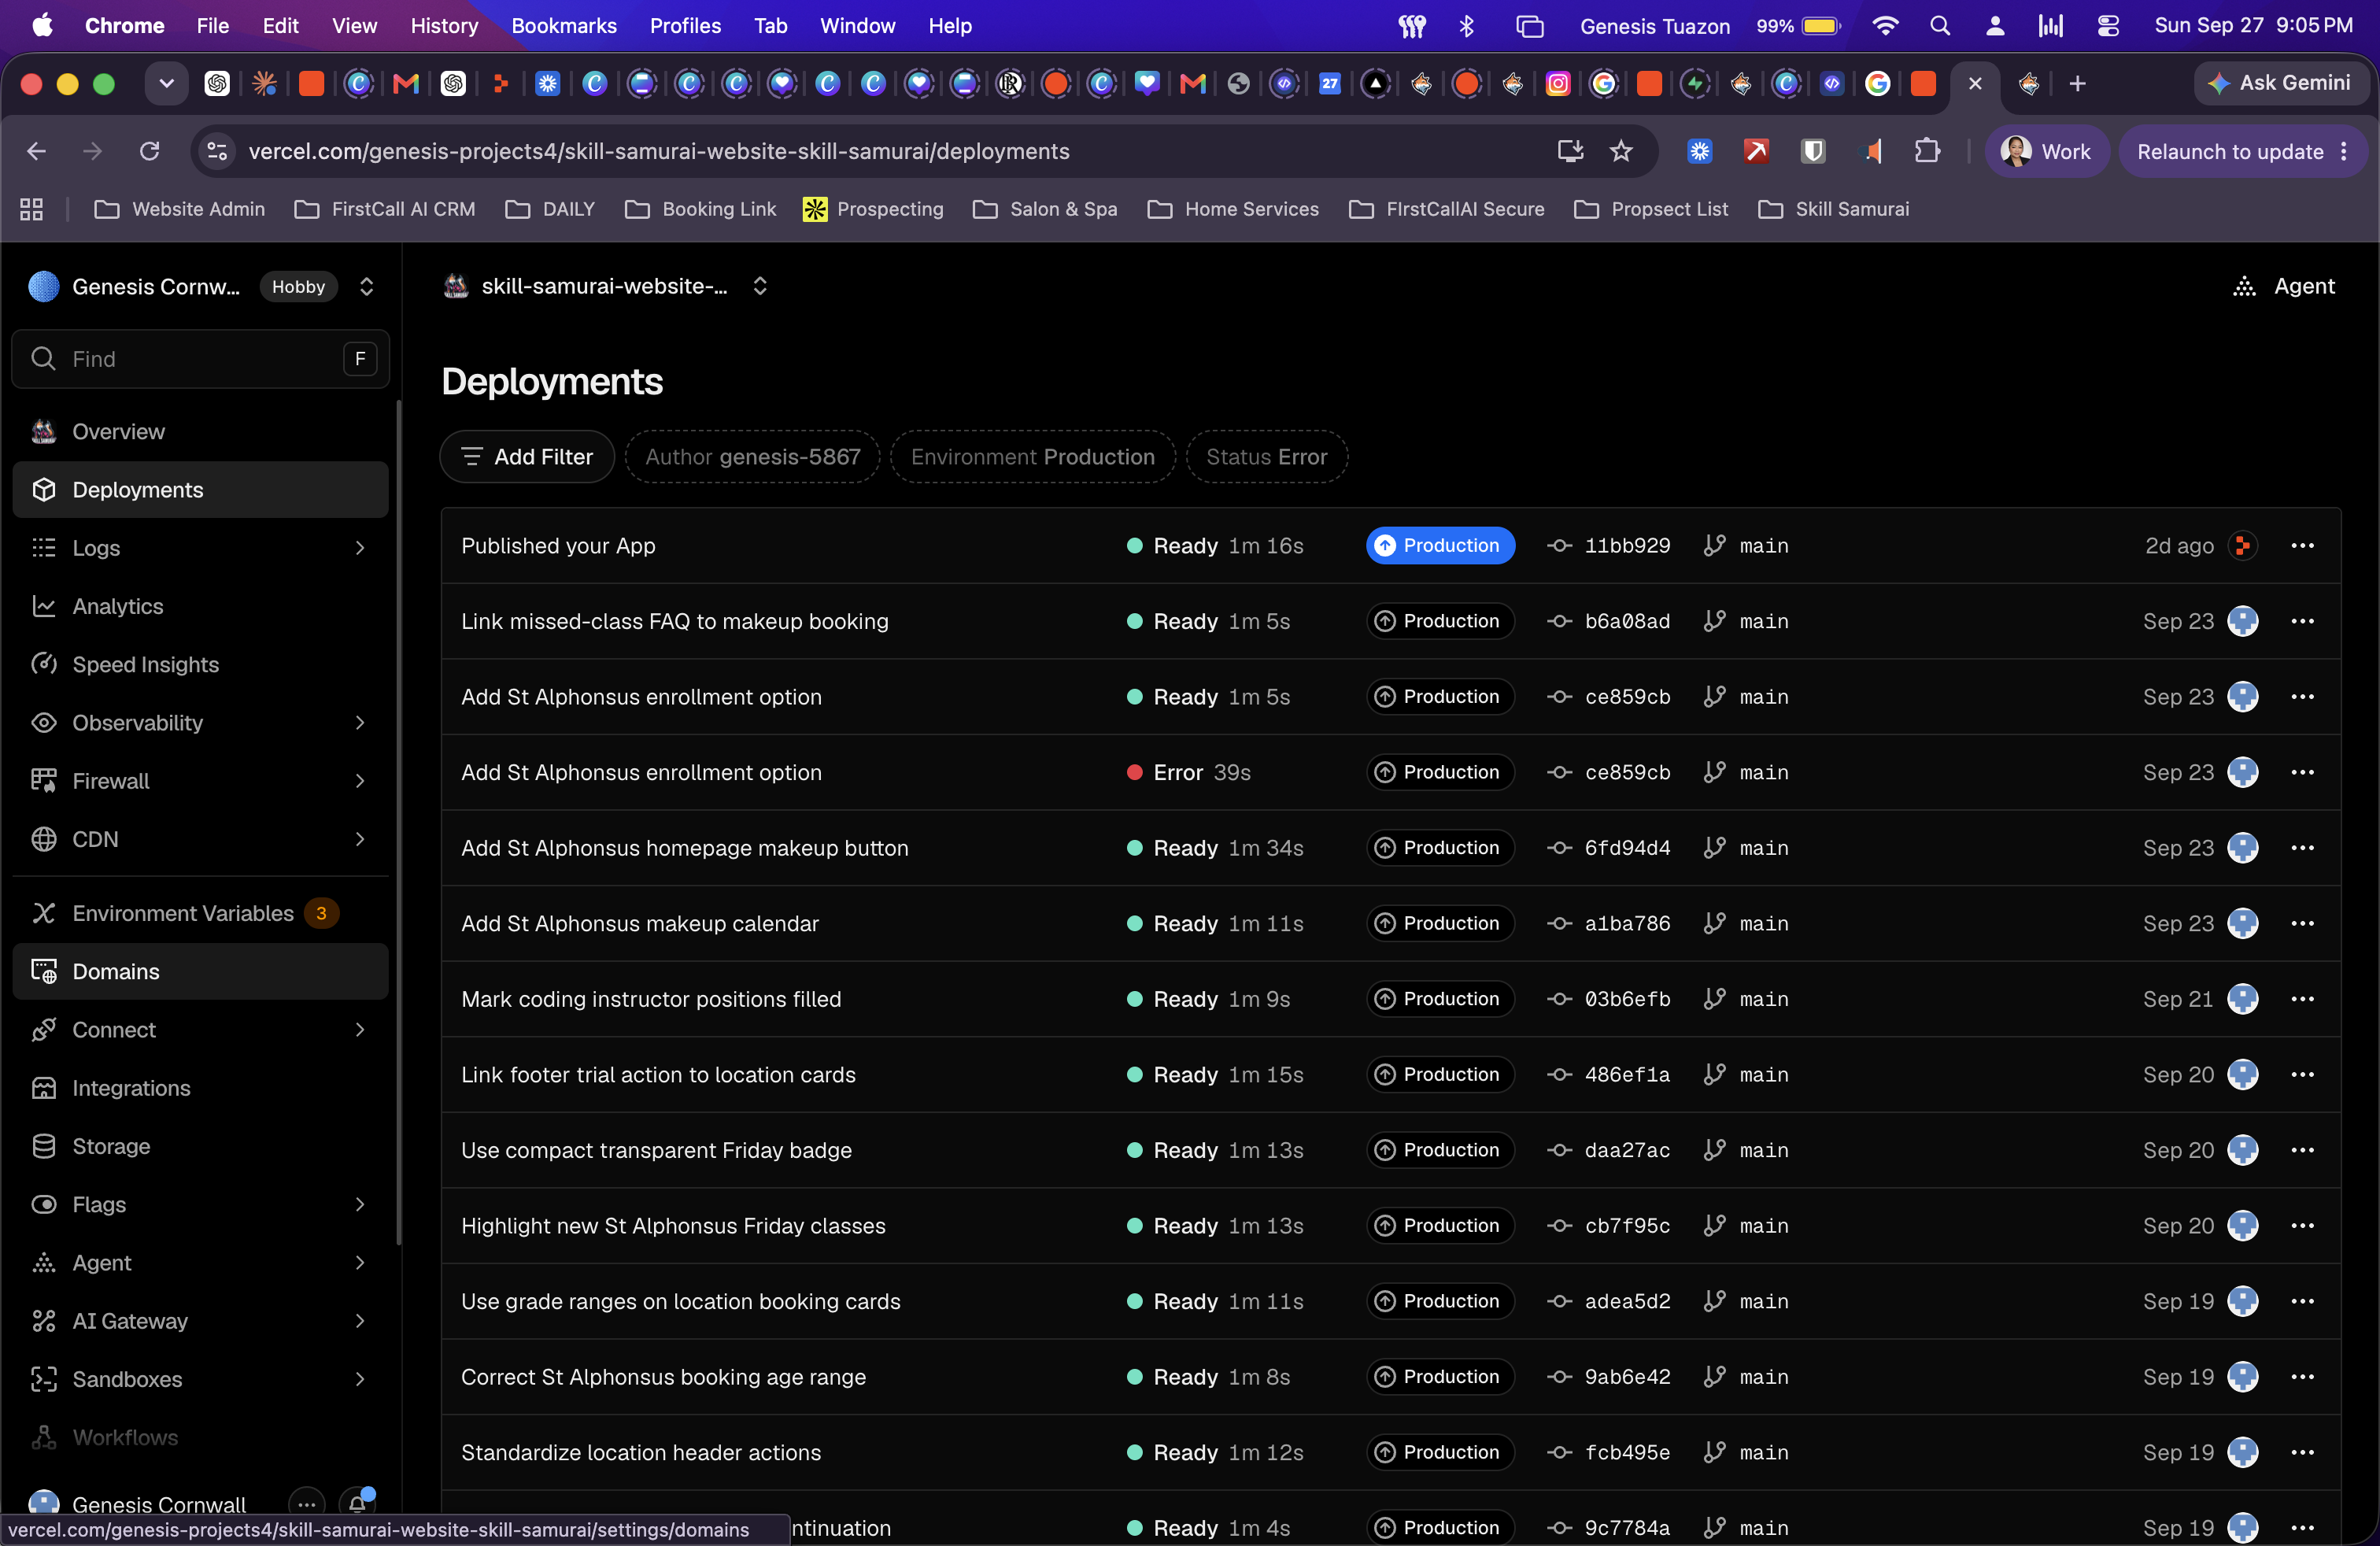 Chrome File Edit View History Bookmarks Profiles Tab Window Help Genesis Tuazon 99% Sun Sep 27 9:05 PM
27 Ask Gemini
vercel.com/genesis-projects4/skill-samurai-website-skill-samurai/deployments Work Relaunch to update
Website Admin FirstCall AI CRM DAILY Booking Link Prospecting Salon & Spa Home Services FIrstCallAI Secure Propsect List Skill Samurai
Genesis Cornw... Hobby
skill-samurai-website-... Agent
Find F
Overview
Deployments
Logs
Analytics
Speed Insights
Observability
Firewall
CDN
Environment Variables 3
Domains
Connect
Integrations
Storage
Flags
Agent
AI Gateway
Sandboxes
Workflows
Genesis Cornwall
vercel.com/genesis-projects4/skill-samurai-website-skill-samurai/settings/domains
Deployments
Add Filter Author genesis-5867 Environment Production Status Error
Published your App Ready 1m 16s Production 11bb929 main 2d ago
Link missed-class FAQ to makeup booking Ready 1m 5s Production b6a08ad main Sep 23
Add St Alphonsus enrollment option Ready 1m 5s Production ce859cb main Sep 23
Add St Alphonsus enrollment option Error 39s Production ce859cb main Sep 23
Add St Alphonsus homepage makeup button Ready 1m 34s Production 6fd94d4 main Sep 23
Add St Alphonsus makeup calendar Ready 1m 11s Production a1ba786 main Sep 23
Mark coding instructor positions filled Ready 1m 9s Production 03b6efb main Sep 21
Link footer trial action to location cards Ready 1m 15s Production 486ef1a main Sep 20
Use compact transparent Friday badge Ready 1m 13s Production daa27ac main Sep 20
Highlight new St Alphonsus Friday classes Ready 1m 13s Production cb7f95c main Sep 20
Use grade ranges on location booking cards Ready 1m 11s Production adea5d2 main Sep 19
Correct St Alphonsus booking age range Ready 1m 8s Production 9ab6e42 main Sep 19
Standardize location header actions Ready 1m 12s Production fcb495e main Sep 19
ntinuation Ready 1m 4s Production 9c7784a main Sep 19